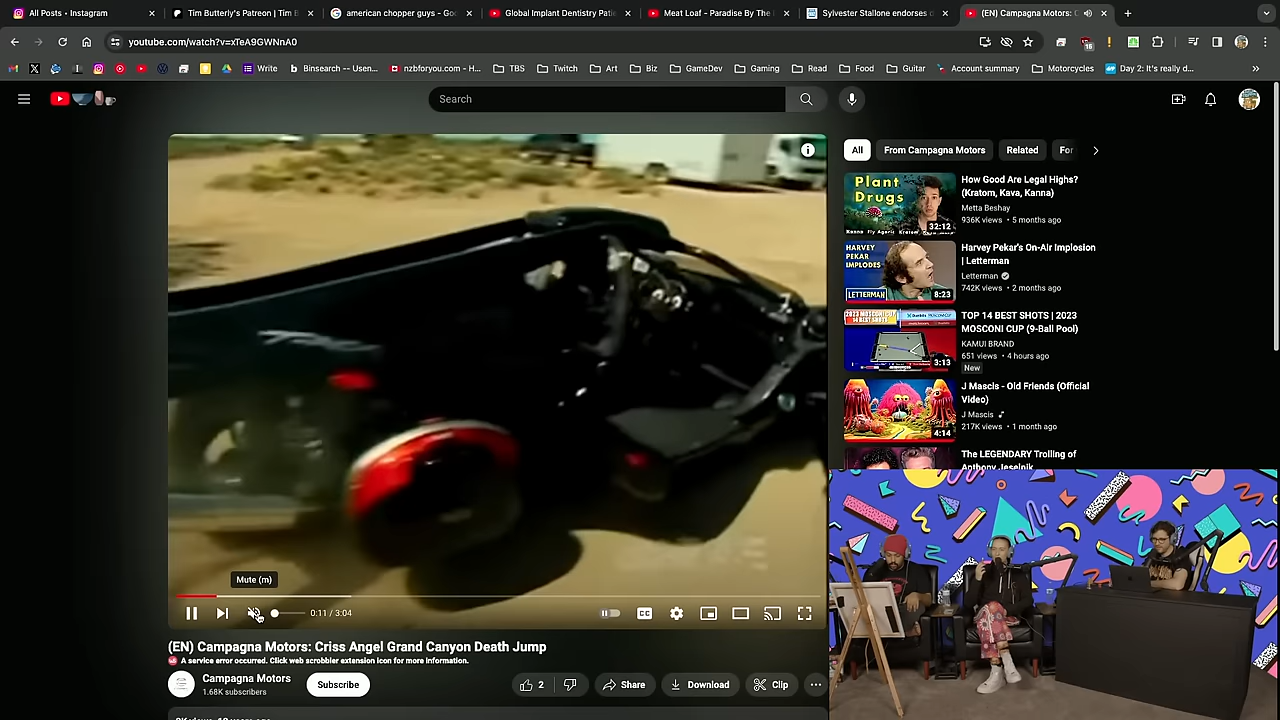 All Posts • Instagram
Tim Butterly's Patreon | Tim B
american chopper guys - Goo
Global Implant Dentistry Patie
Meat Loaf - Paradise By The
Sylvester Stallone endorses
(EN) Campagna Motors: C
youtube.com/watch?v=xTeA9GWNnA0
Write
Binsearch -- Usen...
nzbforyou.com - H...
TBS
Twitch
Art
Biz
GameDev
Gaming
Read
Food
Guitar
Account summary
Motorcycles
Day 2: It's really d...
Search
All
From Campagna Motors
Related
For
Plant
Drugs
32:12
How Good Are Legal Highs?
(Kratom, Kava, Kanna)
Metta Beshay
936K views • 5 months ago
HARVEY
PEKAR
IMPLODES
LETTERMAN
8:23
Harvey Pekar's On-Air Implosion
| Letterman
Letterman
742K views • 2 months ago
3:13
TOP 14 BEST SHOTS | 2023
MOSCONI CUP (9-Ball Pool)
KAMUI BRAND
651 views • 4 hours ago
New
4:14
J Mascis - Old Friends (Official
Video)
J Mascis
217K views • 1 month ago
The LEGENDARY Trolling of
Anthony Jeselnik
Mute (m)
0:11 / 3:04
CC
(EN) Campagna Motors: Criss Angel Grand Canyon Death Jump
A service error occurred. Click web scrobbler extension icon for more information.
Campagna Motors
1.68K subscribers
Subscribe
2
Share
Download
Clip